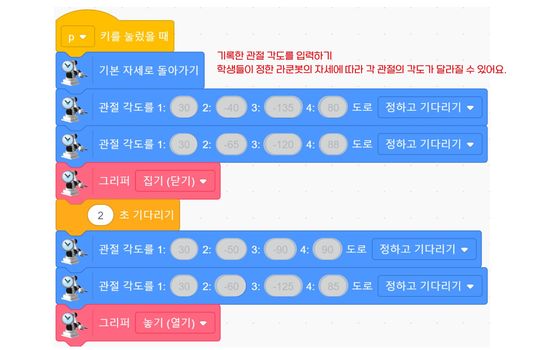 p 키를 눌렀을 때
기록한 관절 각도를 입력하기
기본 자세로 돌아가기
학생들이 정한 라쿤봇의 자세에 따라 각 관절의 각도가 달라질 수 있어요.
관절 각도를 1: 30 2: -40 3: -135 4: 80 도로 정하고 기다리기
관절 각도를 1: 30 2: -65 3: -120 4: 88 도로 정하고 기다리기
그리퍼 집기 (닫기)
2 초 기다리기
관절 각도를 1: 30 2: -50 3: -90 4: 90 도로 정하고 기다리기
관절 각도를 1: 30 2: -60 3: -125 4: 85 도로 정하고 기다리기
그리퍼 놓기 (열기)